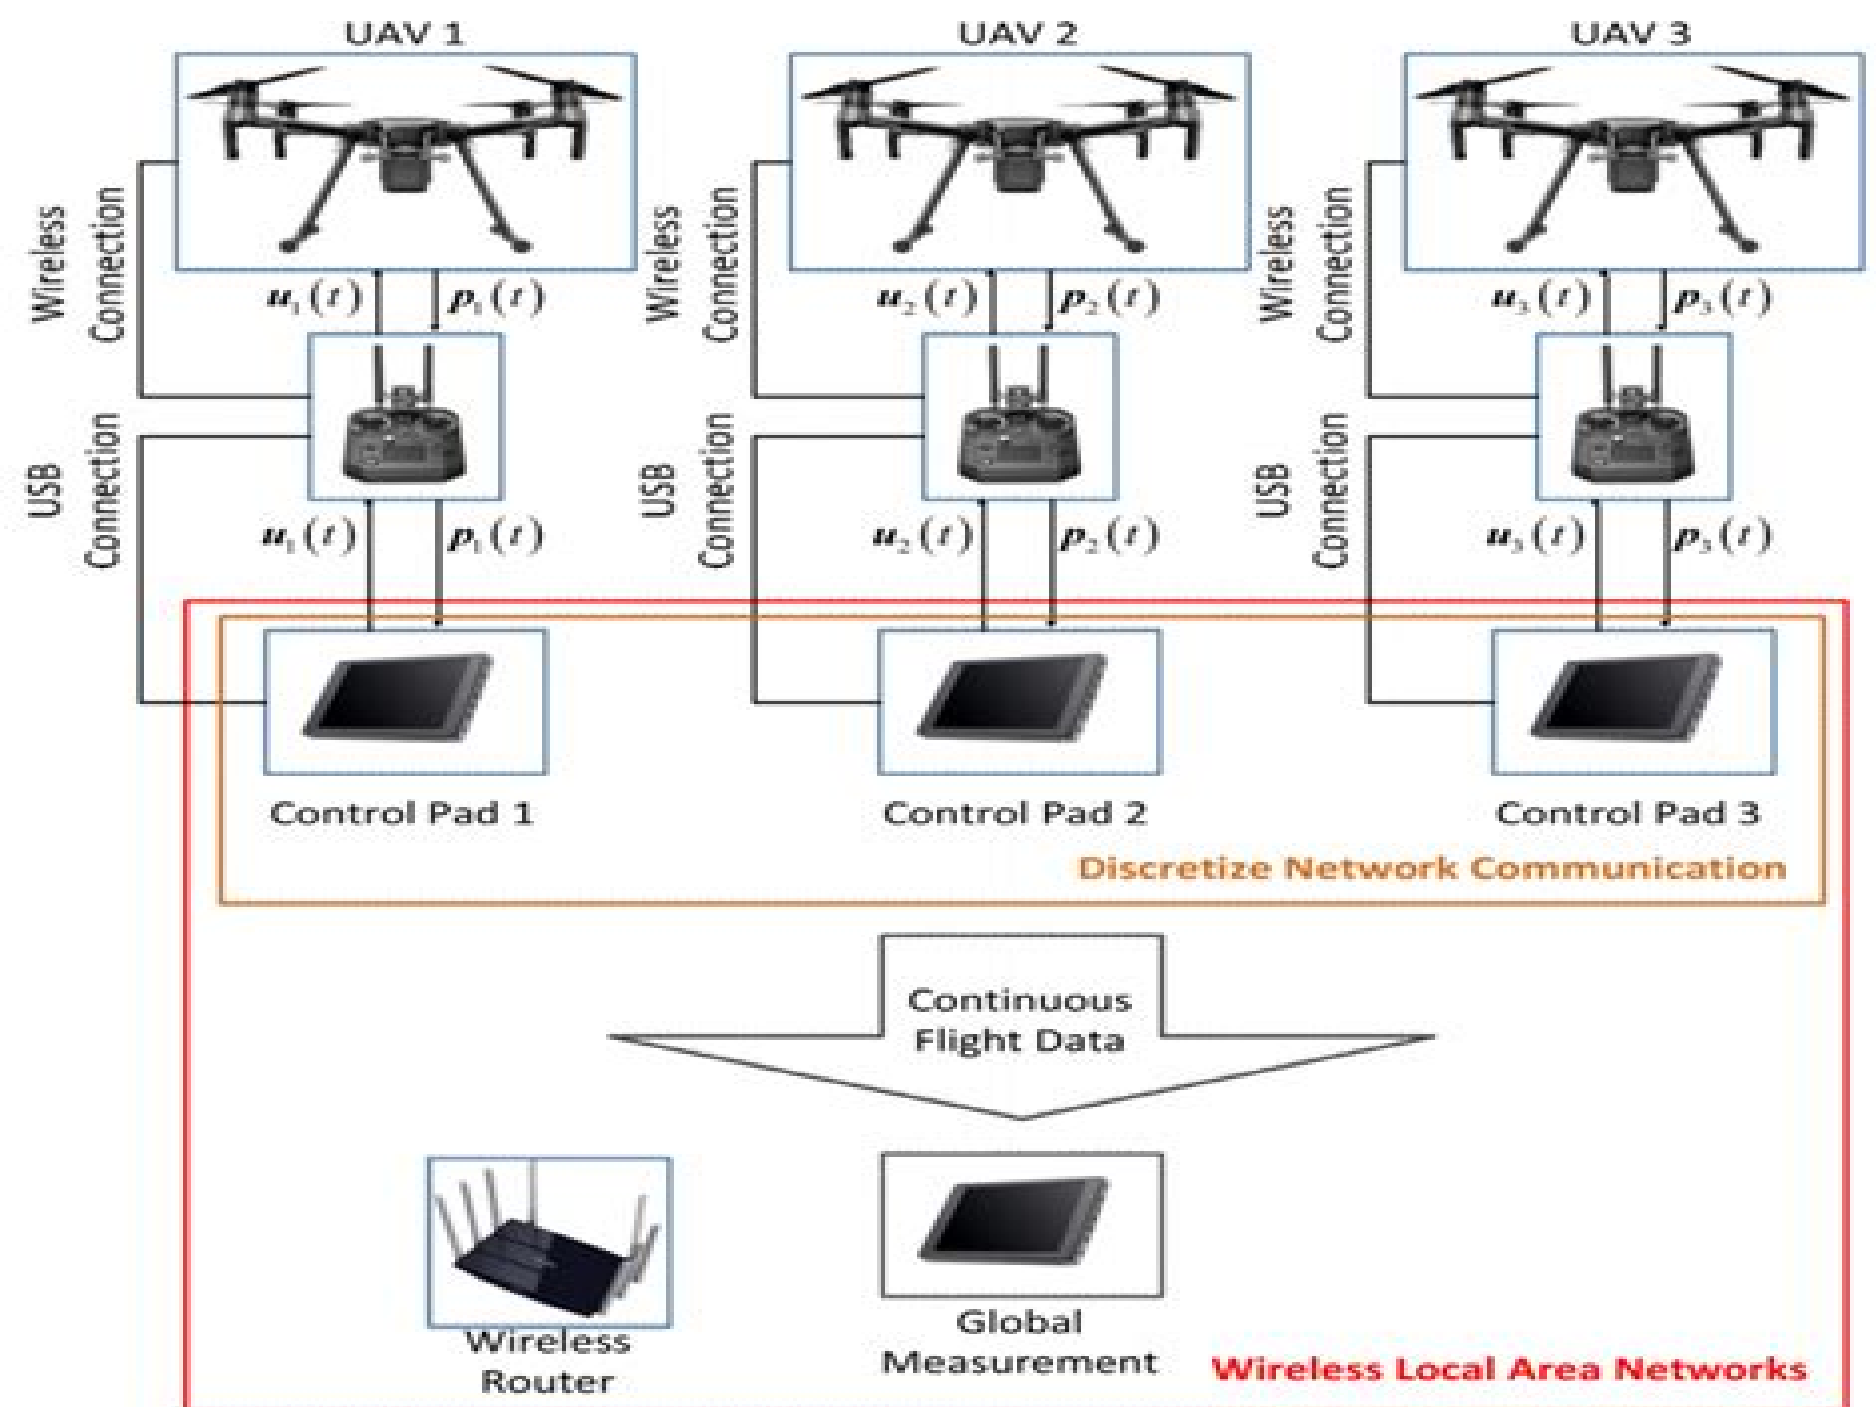 UAV 1
UAV 2
UAV 3
Wireless
Connection
Wireless
Connection
Wireless
Connection
u₁(t)
p₁(t)
u₂(t)
p₂(t)
u₃(t)
p₃(t)
USB
Connection
USB
Connection
USB
Connection
u₁(t)
p₁(t)
u₂(t)
p₂(t)
u₃(t)
p₃(t)
Control Pad 1
Control Pad 2
Control Pad 3
Discretize Network Communication
Continuous
Flight Data
Wireless
Router
Global
Measurement
Wireless Local Area Networks